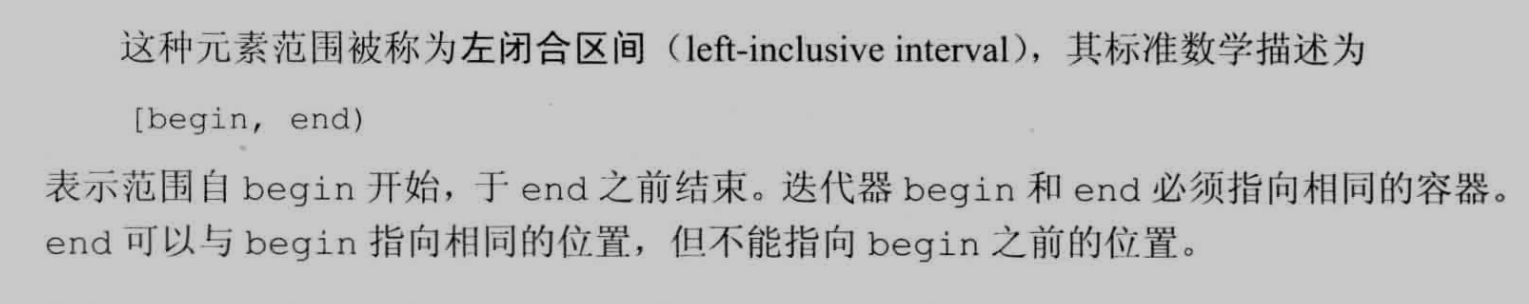 这种元素范围被称为左闭合区间（left-inclusive interval），其标准数学描述为
[begin, end)
表示范围自 begin 开始，于 end 之前结束。迭代器 begin 和 end 必须指向相同的容器。
end 可以与 begin 指向相同的位置，但不能指向 begin 之前的位置。